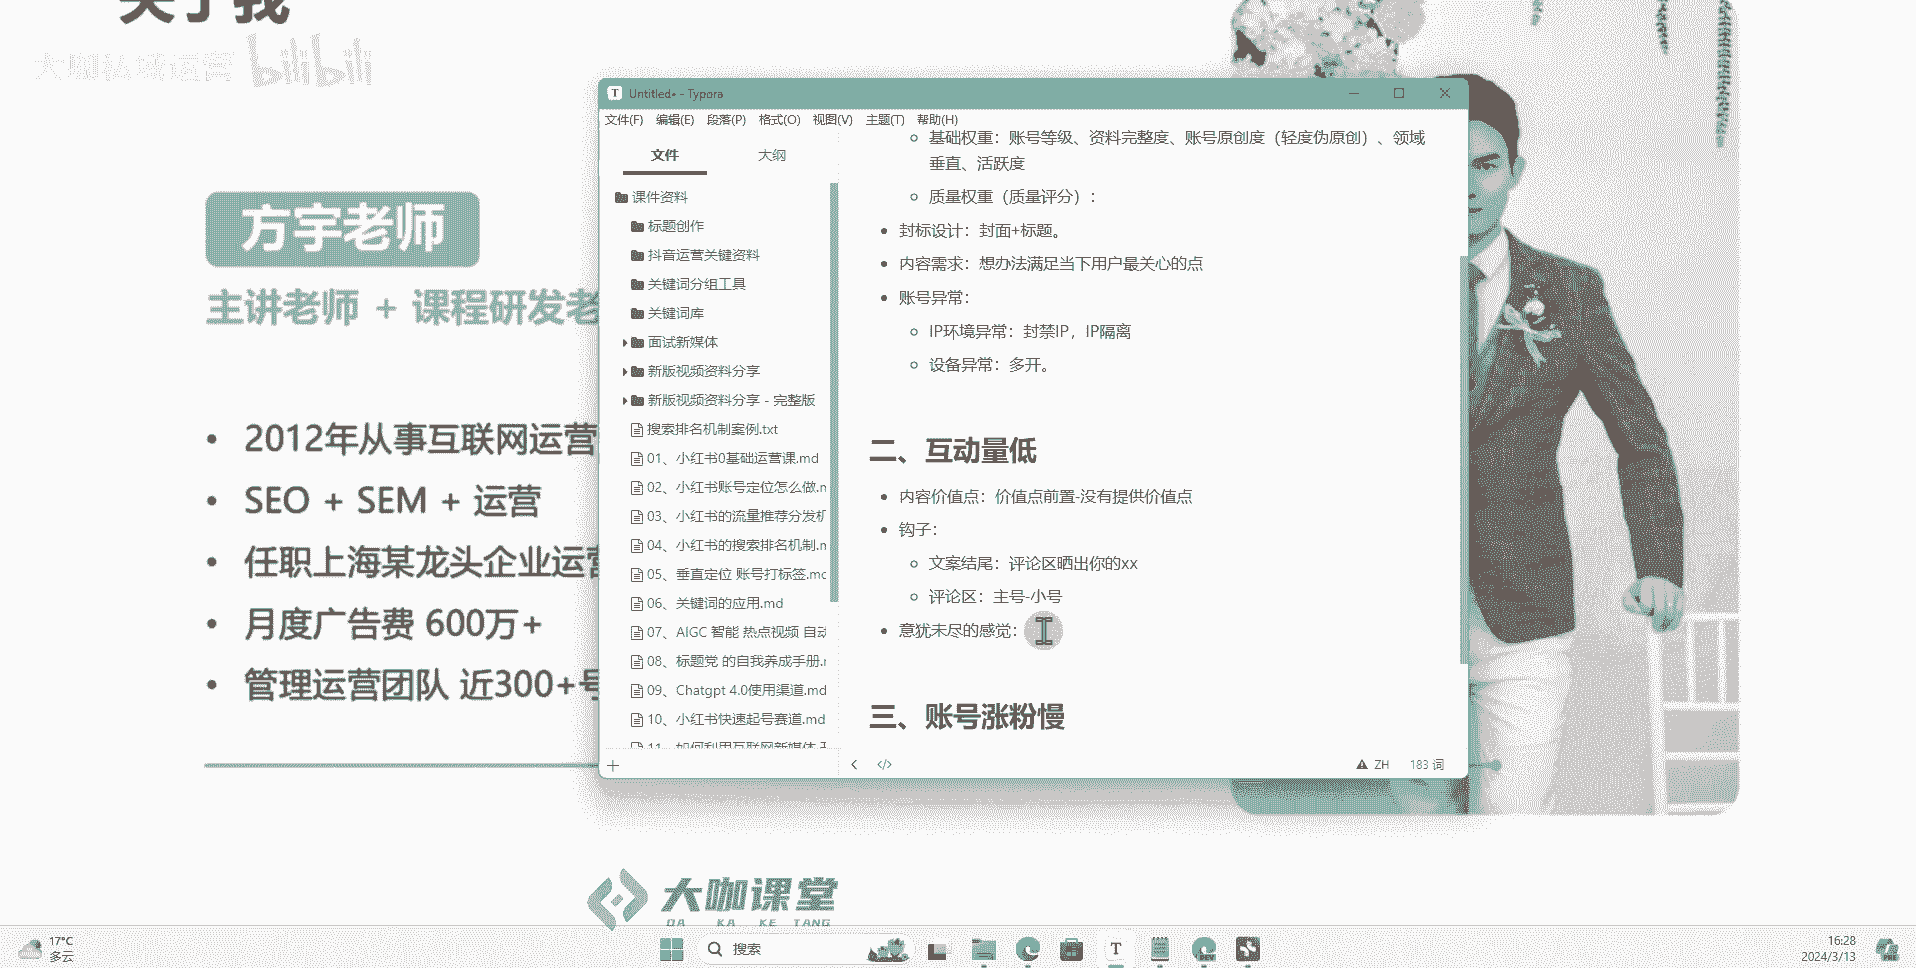 关于我
大咖私域运营 bilibili
方宇老师
主讲老师 + 课程研发老
2012年从事互联网运营
SEO + SEM + 运营
任职上海某龙头企业运营
月度广告费 600万+
管理运营团队 近300+号
Untitled• - Typora
文件(F) 编辑(E) 段落(P) 格式(O) 视图(V) 主题(T) 帮助(H)
文件 大纲
课件资料
标题创作
抖音运营关键资料
关键词分组工具
关键词库
面试新媒体
新版视频资料分享
新版视频资料分享 - 完整版
搜索排名机制案例.txt
01、小红书0基础运营课.md
02、小红书账号定位怎么做.m
03、小红书的流量推荐分发机
04、小红书的搜索排名机制.m
05、垂直定位 账号打标签.md
06、关键词的应用.md
07、AIGC 智能 热点视频 自动
08、标题党 的自我养成手册.m
09、Chatgpt 4.0使用渠道.md
10、小红书快速起号赛道.md
11、如何利用互联网新媒体
基础权重：账号等级、资料完整度、账号原创度（轻度伪原创）、领域
垂直、活跃度
质量权重（质量评分）：
封标设计：封面+标题。
内容需求：想办法满足当下用户最关心的点
账号异常：
IP环境异常：封禁IP，IP隔离
设备异常：多开。
二、互动量低
内容价值点：价值点前置-没有提供价值点
钩子：
文案结尾：评论区晒出你的xx
评论区：主号-小号
意犹未尽的感觉：
三、账号涨粉慢
ZH 183 词
大咖课堂
DA KA KE TANG
17°C
多云
搜索
16:28
2024/3/13